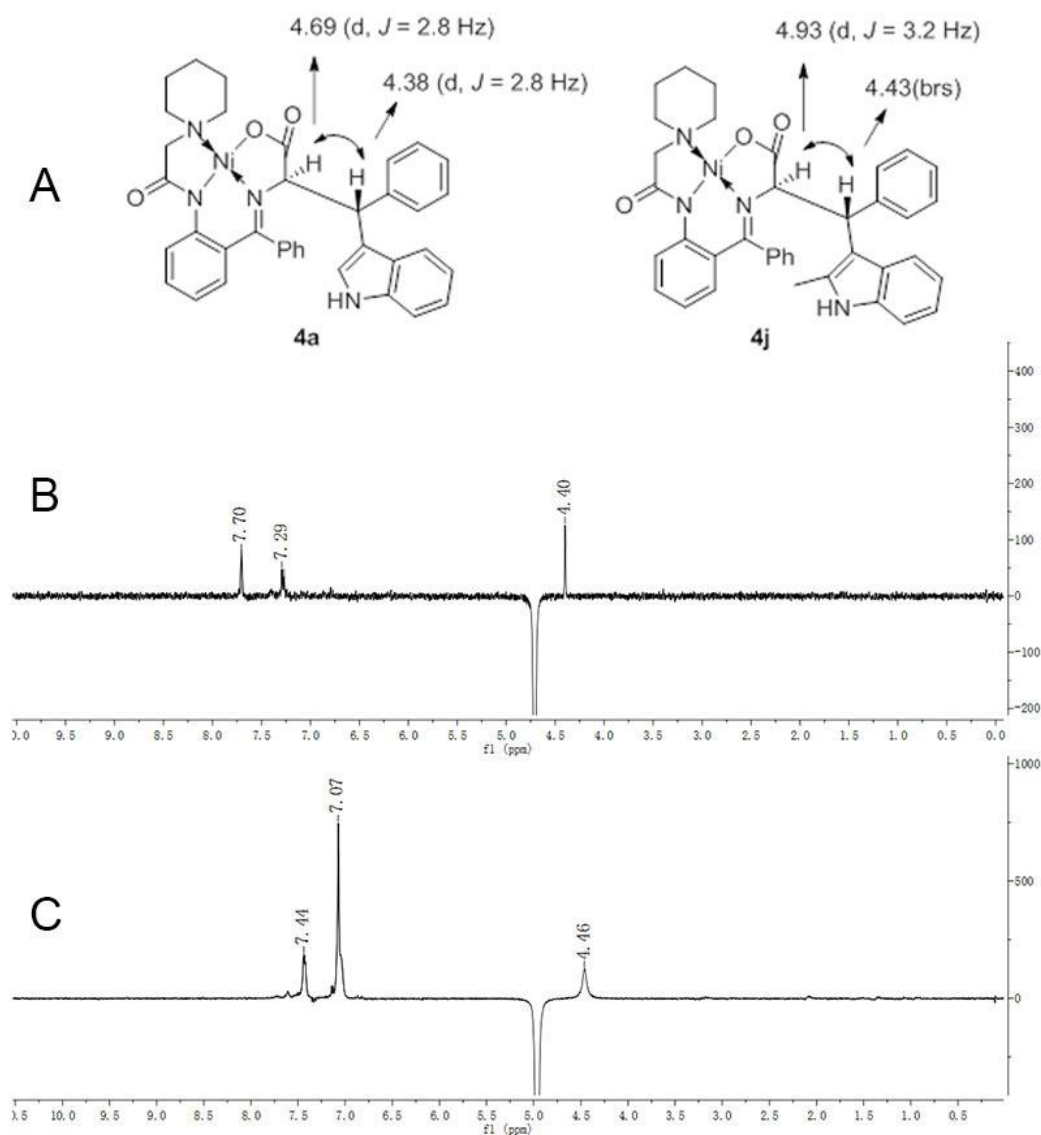 4.69 (d, J = 2.8 Hz)
4.38 (d, J = 2.8 Hz)
4.93 (d, J = 3.2 Hz)
4.43(brs)
A
N
O
O
Ni
H
H
O
N
N
Ph
HN
4a
N
O
O
Ni
H
H
O
N
N
Ph
HN
4j
B
7.70
7.29
4.40
400
300
200
100
0
-100
-200
0.0 9.5 9.0 8.5 8.0 7.5 7.0 6.5 6.0 5.5 5.0 4.5 4.0 3.5 3.0 2.5 2.0 1.5 1.0 0.5 0.0
f1 (ppm)
C
7.44
7.07
4.46
1000
500
0
0.5 10.0 9.5 9.0 8.5 8.0 7.5 7.0 6.5 6.0 5.5 5.0 4.5 4.0 3.5 3.0 2.5 2.0 1.5 1.0 0.5
f1 (ppm)